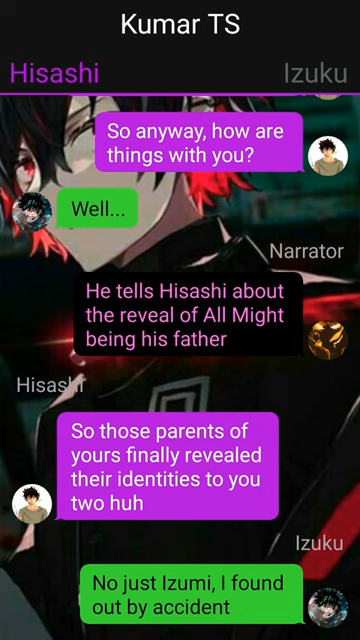 Kumar TS
Hisashi
Izuku
So anyway, how are
things with you?
Well...
Narrator
He tells Hisashi about
the reveal of All Might
being his father
Hisashi
So those parents of
yours finally revealed
their identities to you
two huh
Izuku
No just Izumi, I found
out by accident